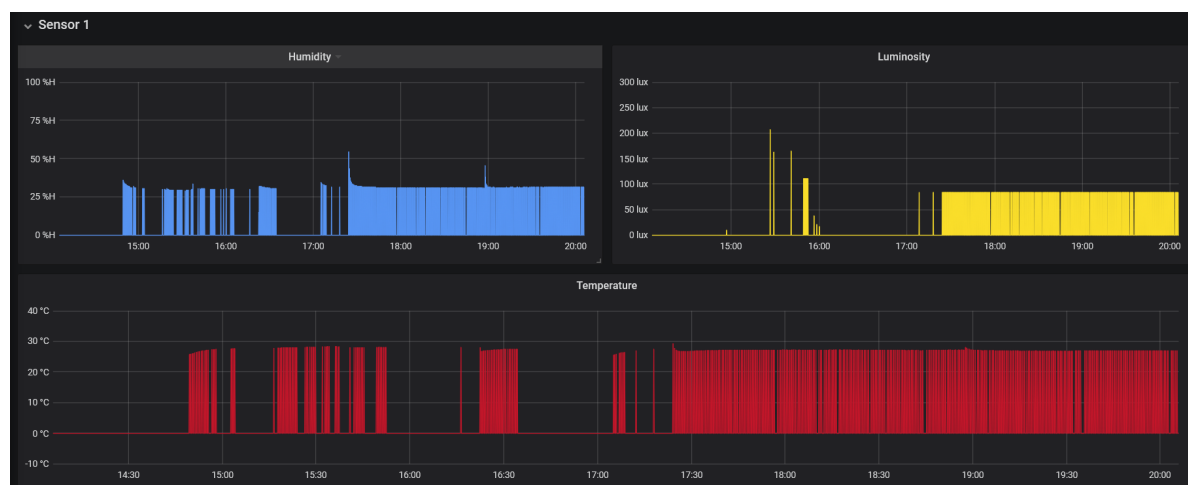 Sensor 1
Humidity
100 %H
75 %H
50 %H
25 %H
0 %H
15:00 16:00 17:00 18:00 19:00 20:00
Luminosity
300 lux
250 lux
200 lux
150 lux
100 lux
50 lux
0 lux
15:00 16:00 17:00 18:00 19:00 20:00
Temperature
40 °C
30 °C
20 °C
10 °C
0 °C
-10 °C
14:30 15:00 15:30 16:00 16:30 17:00 17:30 18:00 18:30 19:00 19:30 20:00